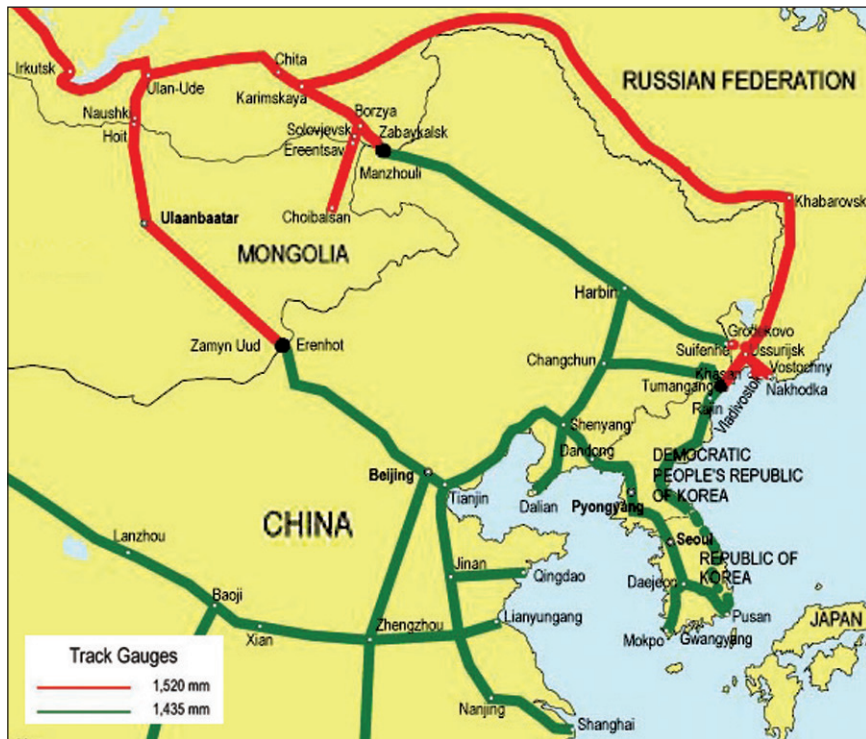 Irkutsk
Ulan-Ude
Chita
Karimskaya
RUSSIAN FEDERATION
Naushki
Hoit
Borzya
Solovjevsk
Zabaykalsk
Ereentsav
Manzhouli
Choibalsan
Khabarovsk
Ulaanbaatar
MONGOLIA
Harbin
Zamyn Uud
Erenhot
Grodekovo
Suifenhe
Ussurijsk
Changchun
Khasan
Vostochny
Tumangang
Nakhodka
Rajin
Vladivostok
Shenyang
Dandong
DEMOCRATIC
PEOPLE'S REPUBLIC
OF KOREA
Beijing
Tianjin
Dalian
Pyongyang
CHINA
Lanzhou
Seoul
REPUBLIC OF
KOREA
Jinan
Qingdao
Daejeon
Baoji
Xian
Zhengzhou
Lianyungang
Pusan
Mokpo
Gwangyang
JAPAN
Track Gauges
1,520 mm
1,435 mm
Nanjing
Shanghai